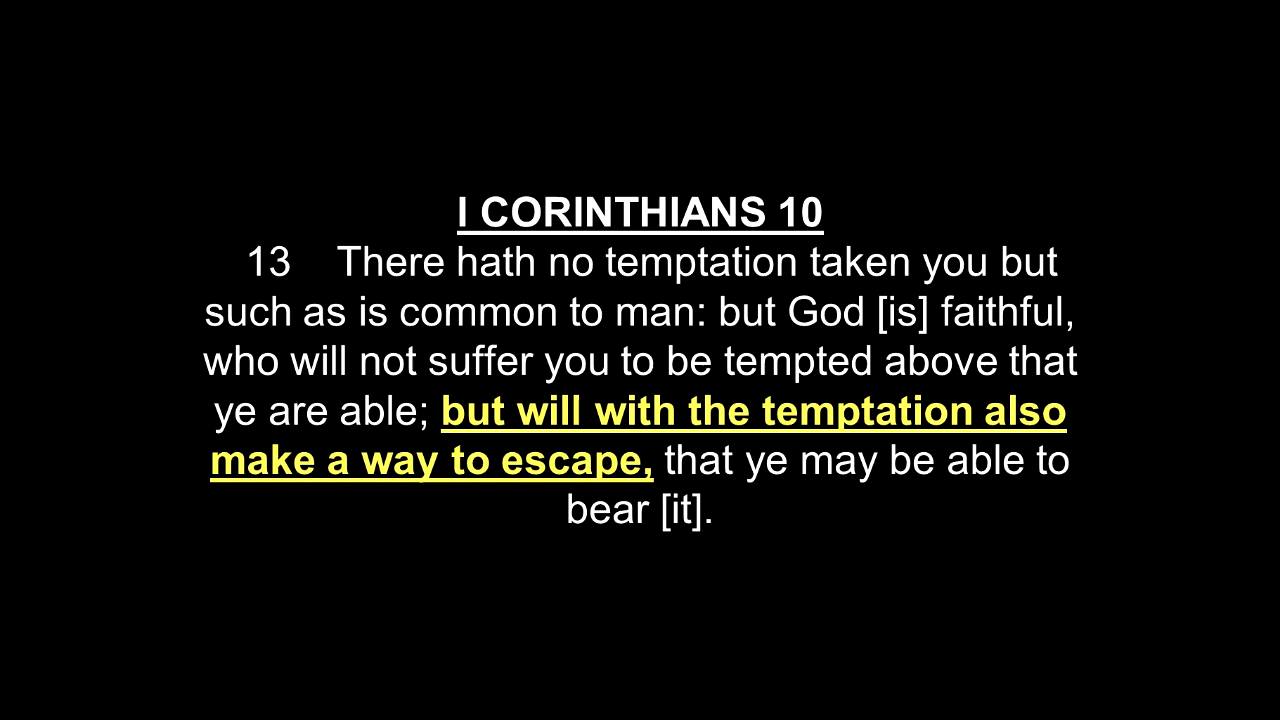 I CORINTHIANS 10
13 There hath no temptation taken you but
such as is common to man: but God [is] faithful,
who will not suffer you to be tempted above that
ye are able; but will with the temptation also
make a way to escape, that ye may be able to
bear [it].